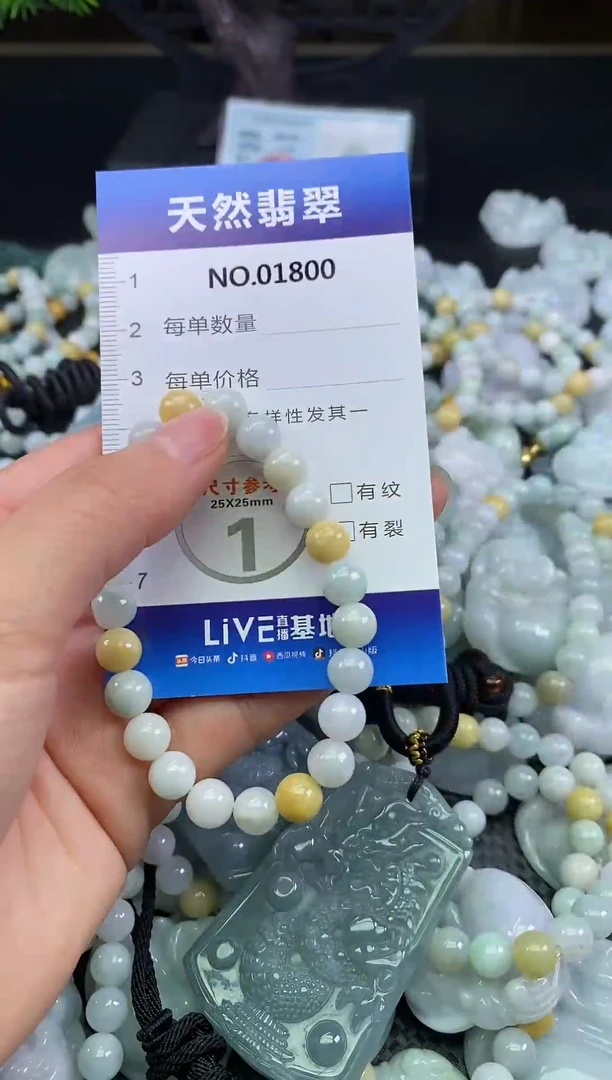 天然翡翠
NO.01800
1
2 每单数量
3 每单价格
多样性发其一
尺寸参考
25X25mm
1
有纹
有裂
7
LiVE直播基地
今日头条 抖音 西瓜视频